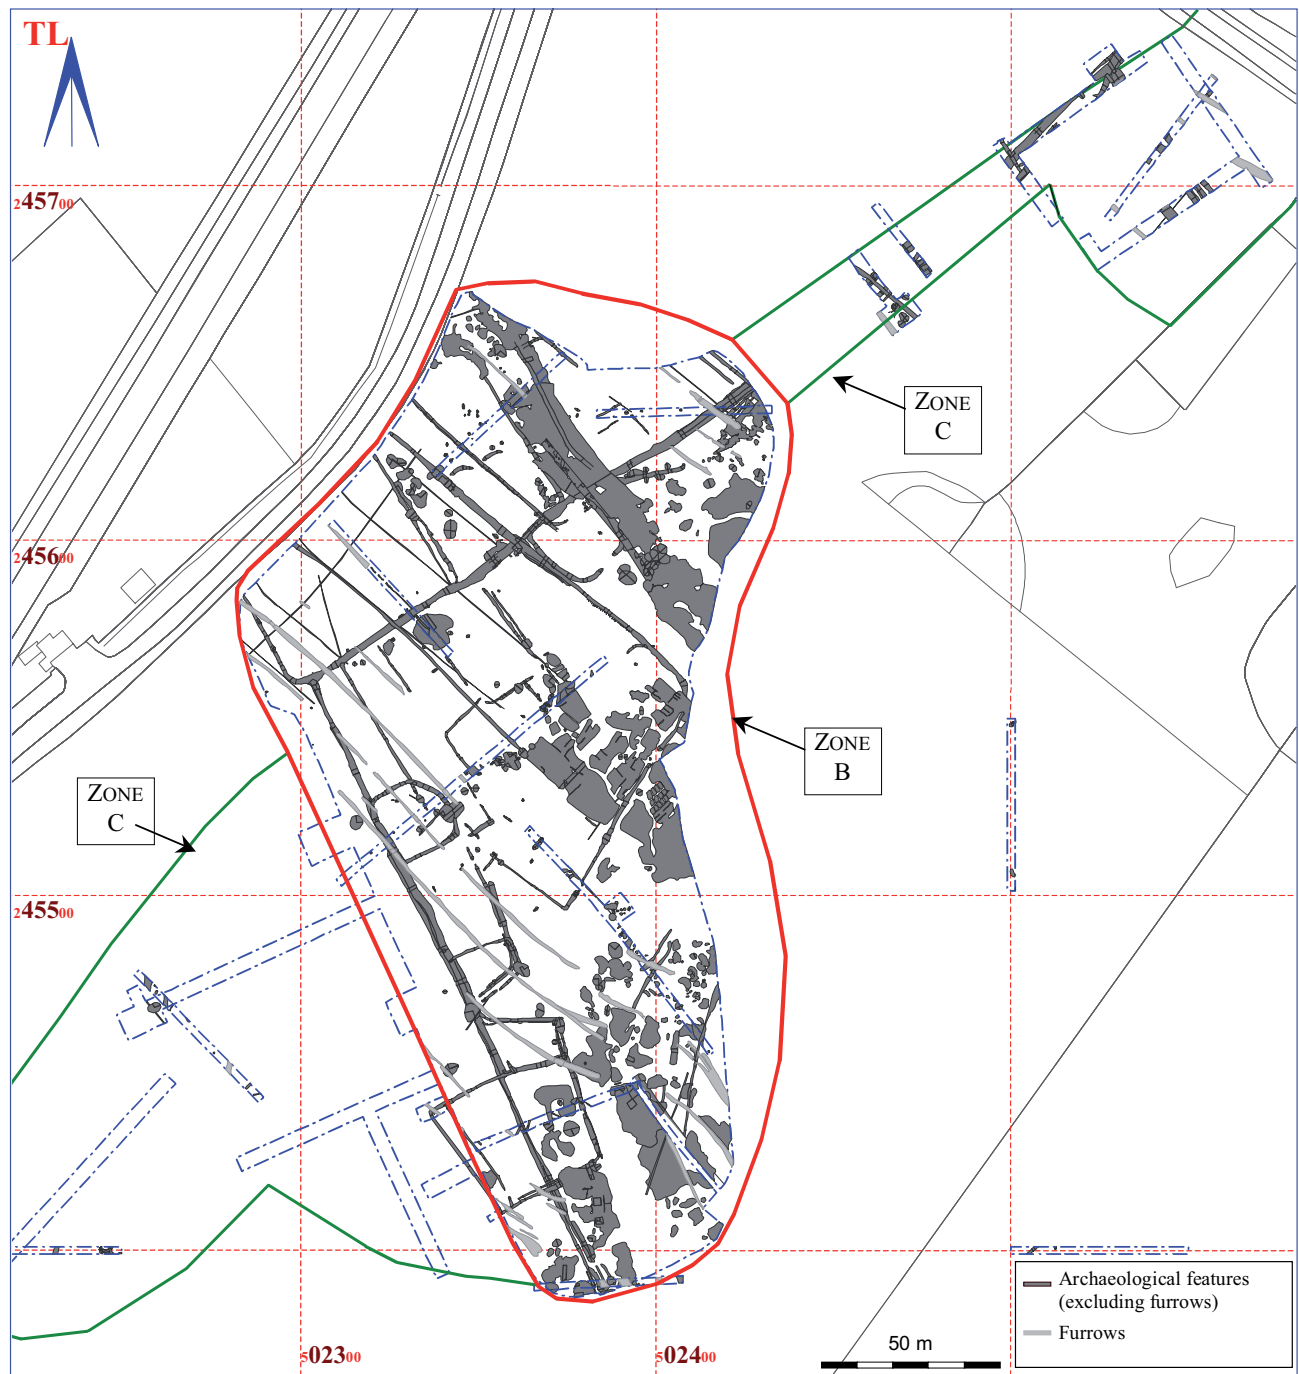 TL
245700
ZONE
C
245600
ZONE
B
ZONE
C
245500
Archaeological features
(excluding furrows)
Furrows
50 m
502300
502400